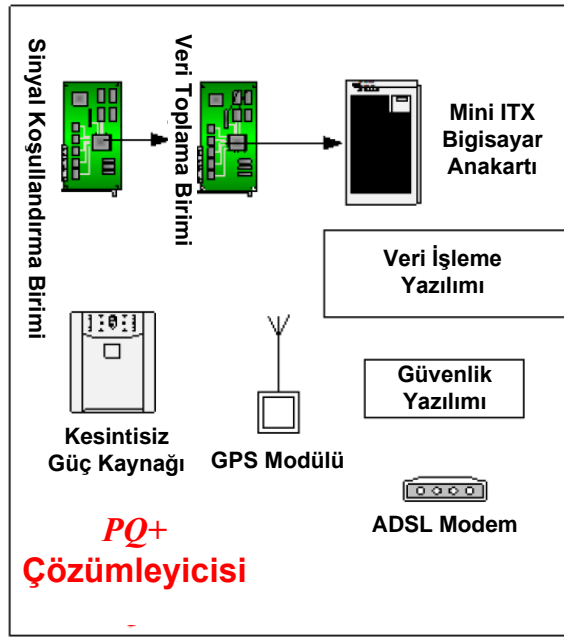 Sinyal Koşullandırma Birimi
Veri Toplama Birimi
Mini ITX
Bigisayar
Anakartı
Veri İşleme
Yazılımı
Güvenlik
Yazılımı
Kesintisiz
Güç Kaynağı
GPS Modülü
ADSL Modem
PQ+
Çözümleyicisi